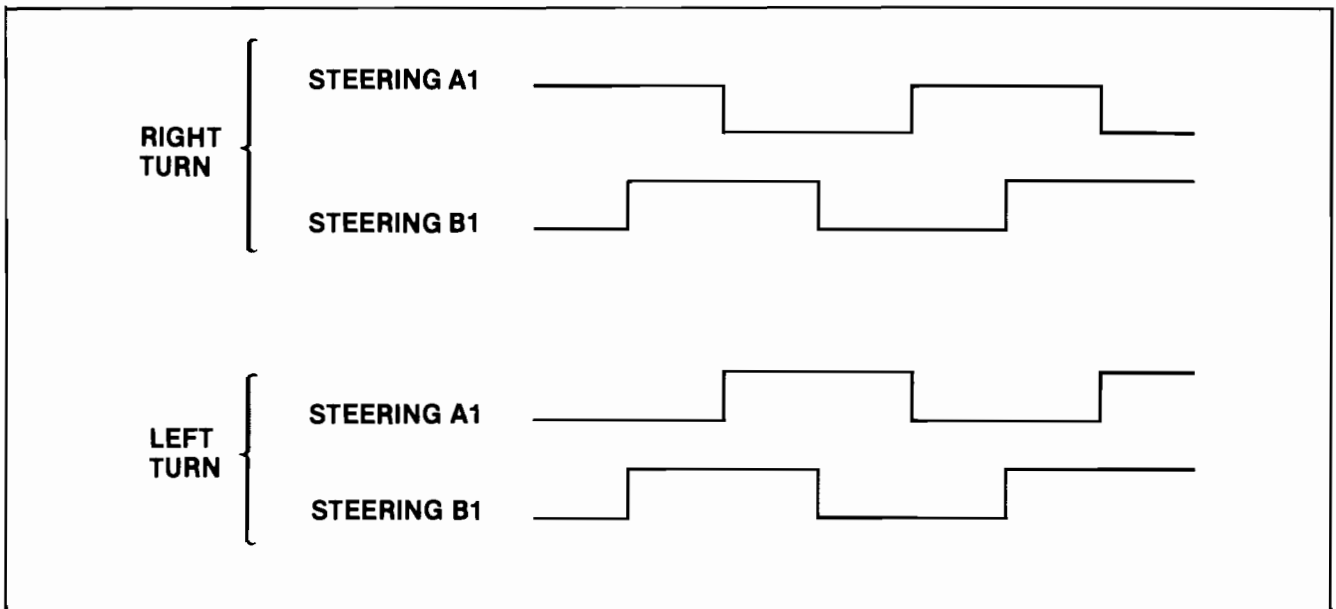 RIGHT
TURN
STEERING A1
STEERING B1
LEFT
TURN
STEERING A1
STEERING B1